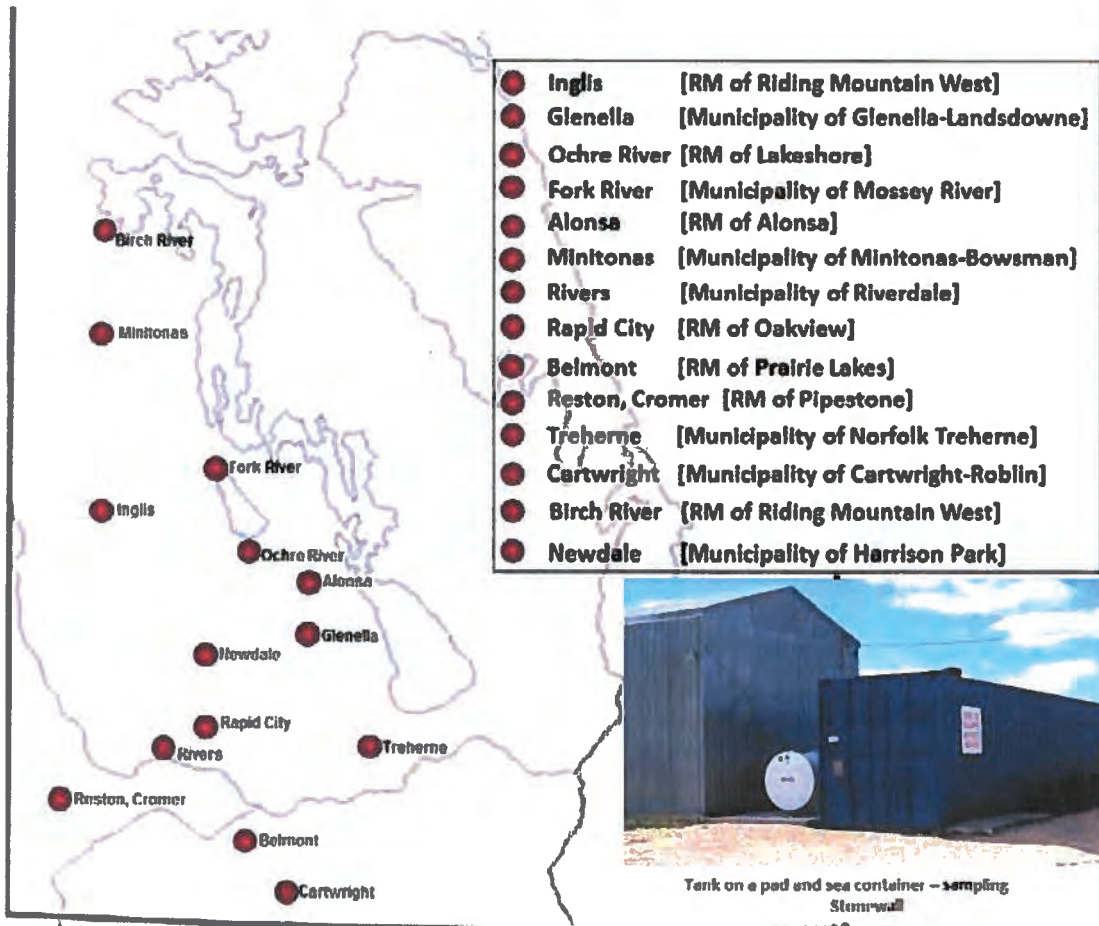 Inglis [RM of Riding Mountain West]
Glenella [Municipality of Glenella-Landsdowne]
Ochre River [RM of Lakeshore]
Fork River [Municipality of Mossey River]
Alonsa [RM of Alonsa]
Minitonas [Municipality of Minitonas-Bowsman]
Rivers [Municipality of Riverdale]
Rapid City [RM of Oakview]
Belmont [RM of Prairie Lakes]
Reston, Cromer [RM of Pipestone]
Treherne [Municipality of Norfolk Treherne]
Cartwright [Municipality of Cartwright-Roblin]
Birch River [RM of Riding Mountain West]
Newdale [Municipality of Harrison Park]
Birch River
Minitonas
Fork River
Inglis
Ochre River
Alonsa
Glenella
Newdale
Rapid City
Rivers
Treherne
Reston, Cromer
Belmont
Cartwright
Tank on a pad and sea container – sampling
Stonewall